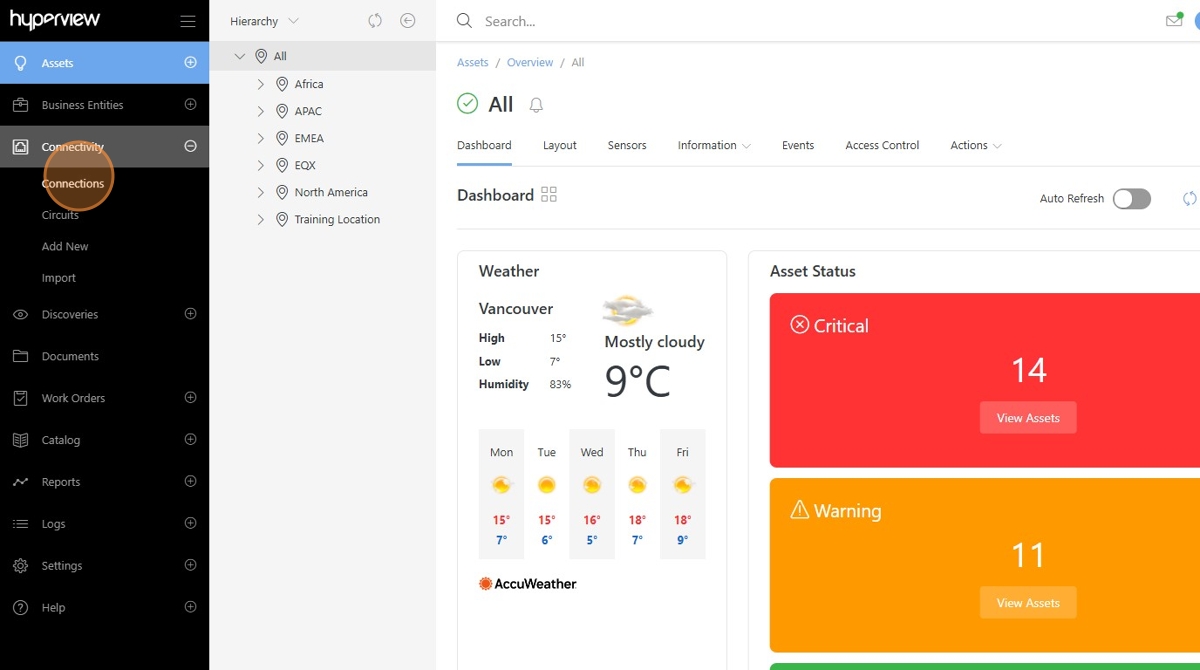 hyperview
Assets
Business Entities
Connectivity
Connections
Circuits
Add New
Import
Discoveries
Documents
Work Orders
Catalog
Reports
Logs
Settings
Help
Hierarchy
All
Africa
APAC
EMEA
EQX
North America
Training Location
Search...
Assets / Overview / All
All
Dashboard Layout Sensors Information Events Access Control Actions
Dashboard
Auto Refresh
Weather
Vancouver
High 15°
Low 7°
Humidity 83%
Mostly cloudy
9°C
Mon Tue Wed Thu Fri
15° 15° 16° 18° 18°
7° 6° 5° 7° 9°
AccuWeather
Asset Status
Critical
14
View Assets
Warning
11
View Assets